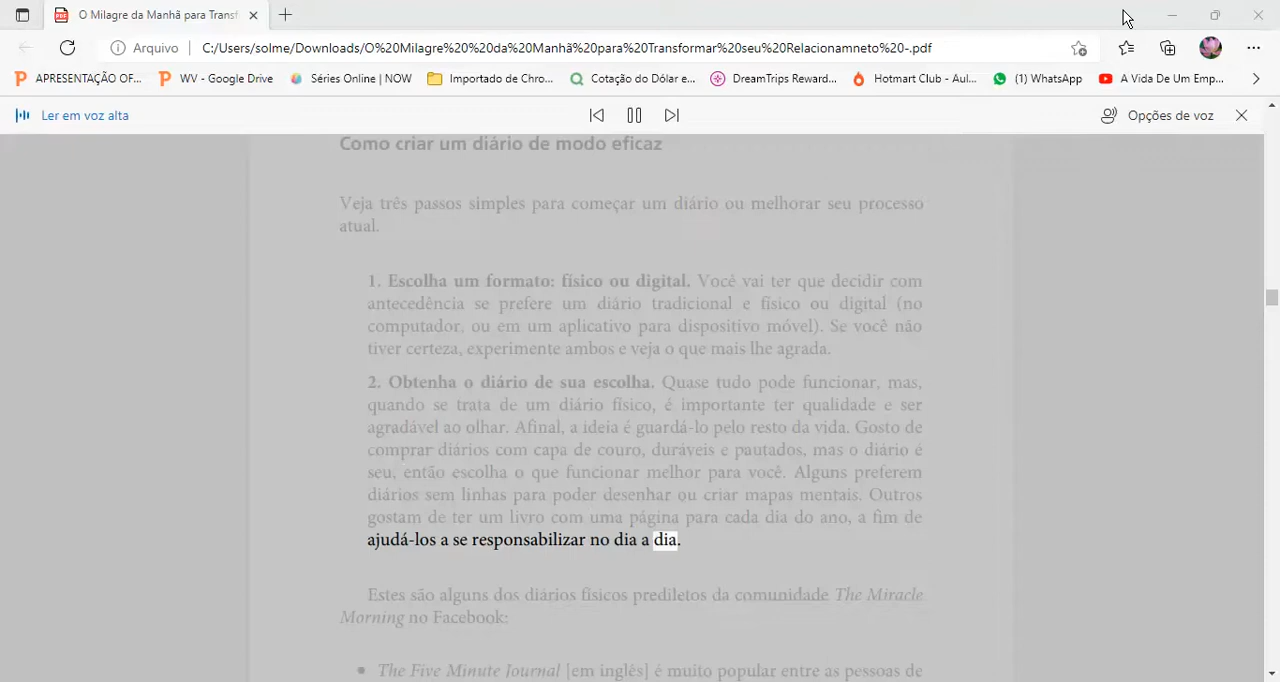 O Milagre da Manhã para Transf
Arquivo
C:/Users/solme/Downloads/O%20Milagre%20%20da%20Manhã%20para%20Transformar%20seu%20Relacionamneto%20-.pdf
APRESENTAÇÃO OF...
WV - Google Drive
Séries Online | NOW
Importado de Chro...
Cotação do Dólar e...
DreamTrips Reward...
Hotmart Club - Aul...
(1) WhatsApp
A Vida De Um Emp...
Ler em voz alta
Opções de voz
Como criar um diário de modo eficaz
Veja três passos simples para começar um diário ou melhorar seu processo
atual.
1. Escolha um formato: físico ou digital. Você vai ter que decidir com
antecedência se prefere um diário tradicional e físico ou digital (no
computador, ou em um aplicativo para dispositivo móvel). Se você não
tiver certeza, experimente ambos e veja o que mais lhe agrada.
2. Obtenha o diário de sua escolha. Quase tudo pode funcionar, mas,
quando se trata de um diário físico, é importante ter qualidade e ser
agradável ao olhar. Afinal, a ideia é guardá-lo pelo resto da vida. Gosto de
comprar diários com capa de couro, duráveis e pautados, mas o diário é
seu, então escolha o que funcionar melhor para você. Alguns preferem
diários sem linhas para poder desenhar ou criar mapas mentais. Outros
gostam de ter um livro com uma página para cada dia do ano, a fim de
ajudá-los a se responsabilizar no dia a dia.
Estes são alguns dos diários físicos prediletos da comunidade The Miracle
Morning no Facebook:
• The Five Minute Journal [em inglês] é muito popular entre as pessoas de